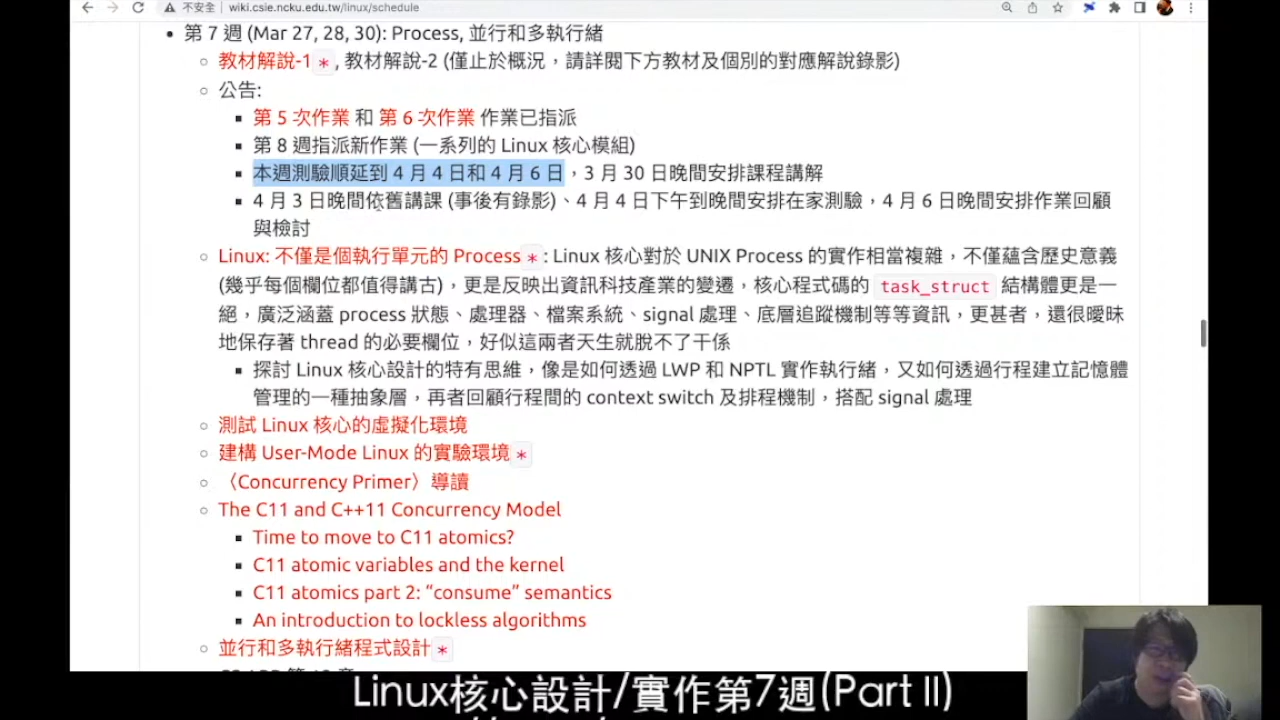 不安全 wiki.csie.ncku.edu.tw/linux/schedule
第 7 週 (Mar 27, 28, 30): Process, 並行和多執行緒
教材解說-1 *, 教材解說-2 (僅止於概況，請詳閱下方教材及個別的對應解說錄影)
公告:
第 5 次作業 和 第 6 次作業 作業已指派
第 8 週指派新作業 (一系列的 Linux 核心模組)
本週測驗順延到 4 月 4 日和 4 月 6 日，3 月 30 日晚間安排課程講解
4 月 3 日晚間依舊講課 (事後有錄影)、4 月 4 日下午到晚間安排在家測驗，4 月 6 日晚間安排作業回顧
與檢討
Linux: 不僅是個執行單元的 Process *: Linux 核心對於 UNIX Process 的實作相當複雜，不僅蘊含歷史意義
(幾乎每個欄位都值得講古)，更是反映出資訊科技產業的變遷，核心程式碼的 task_struct 結構體更是一
絕，廣泛涵蓋 process 狀態、處理器、檔案系統、signal 處理、底層追蹤機制等等資訊，更甚者，還很曖昧
地保存著 thread 的必要欄位，好似這兩者天生就脫不了干係
探討 Linux 核心設計的特有思維，像是如何透過 LWP 和 NPTL 實作執行緒，又如何透過行程建立記憶體
管理的一種抽象層，再者回顧行程間的 context switch 及排程機制，搭配 signal 處理
測試 Linux 核心的虛擬化環境
建構 User-Mode Linux 的實驗環境 *
〈Concurrency Primer〉導讀
The C11 and C++11 Concurrency Model
Time to move to C11 atomics?
C11 atomic variables and the kernel
C11 atomics part 2: “consume” semantics
An introduction to lockless algorithms
並行和多執行緒程式設計 *
Linux核心設計/實作第7週(Part II)